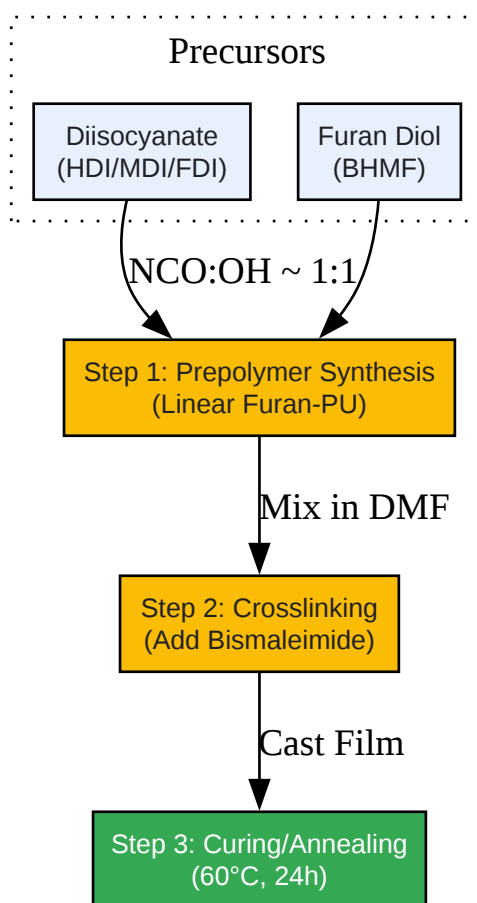 Precursors
Diisocyanate
(HDI/MDI/FDI)
Furan Diol
(BHMF)
NCO:OH ~ 1:1
Step 1: Prepolymer Synthesis
(Linear Furan-PU)
Mix in DMF
Step 2: Crosslinking
(Add Bismaleimide)
Cast Film
Step 3: Curing/Annealing
(60°C, 24h)